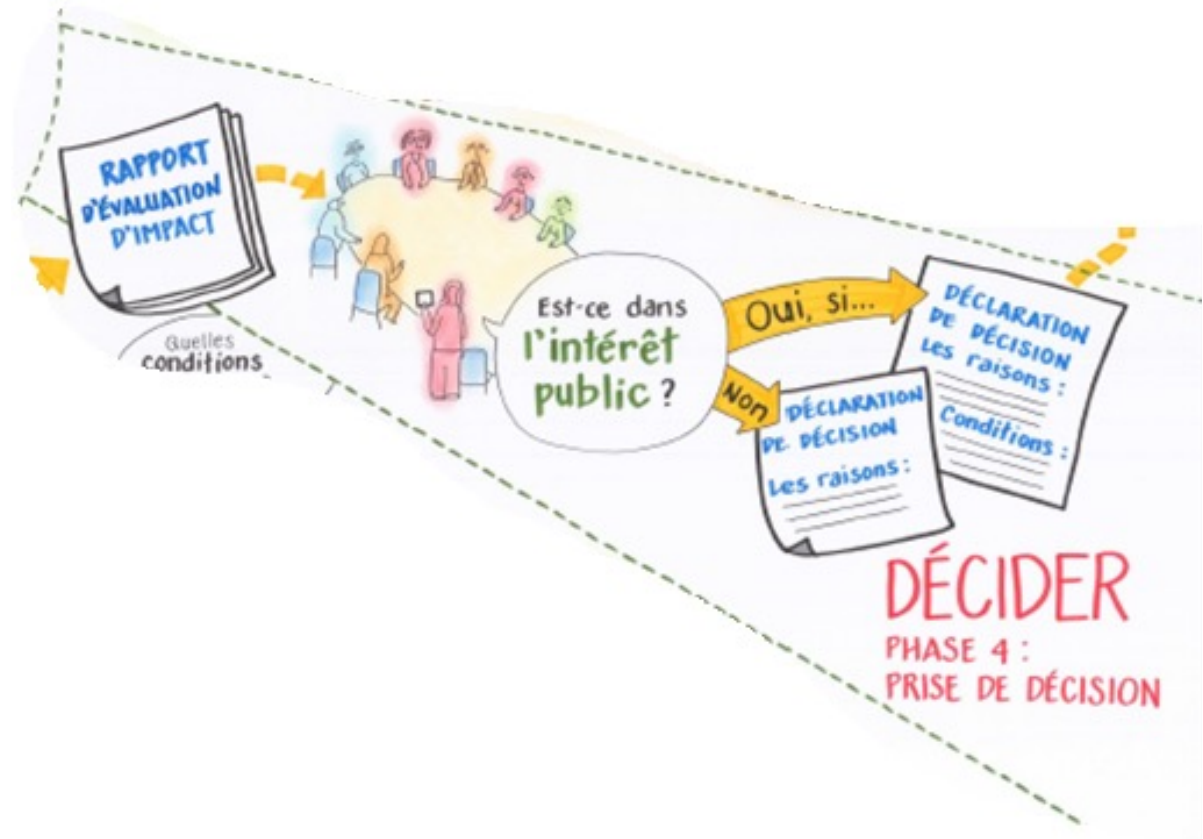 RAPPORT
D'ÉVALUATION
D'IMPACT
Quelles
conditions
Est-ce dans
l'intérêt
public ?
Oui, si...
Non
DÉCLARATION
DE DÉCISION
Les raisons :
Conditions :
DÉCLARATION
DE DÉCISION
Les raisons :
DÉCIDER
PHASE 4 :
PRISE DE DÉCISION